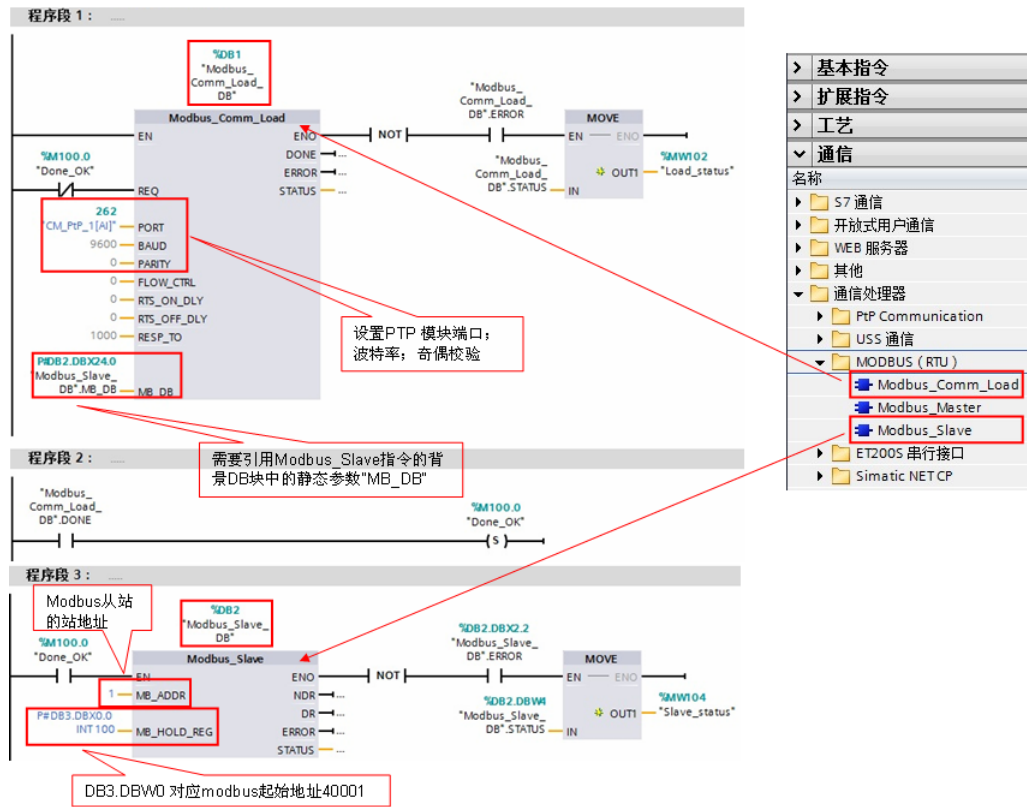 程序段 1： .....
%DB1
"Modbus_
Comm_Load_
DB"
Modbus_Comm_Load
EN
ENO
NOT
"Modbus_
Comm_Load_
DB".ERROR
MOVE
EN
ENO
%M100.0
"Done_OK"
REQ
DONE
...
ERROR
...
STATUS
...
"Modbus_
Comm_Load_
DB".STATUS
IN
OUT1
%MW102
"Load_status"
262
"CM_PtP_1[AI]"
PORT
9600
BAUD
0
PARITY
0
FLOW_CTRL
0
RTS_ON_DLY
0
RTS_OFF_DLY
1000
RESP_TO
P#DB2.DBX24.0
"Modbus_Slave_
DB".MB_DB
MB_DB
设置PTP 模块端口；
波特率；奇偶校验
需要引用Modbus_Slave指令的背
景DB块中的静态参数"MB_DB"
程序段 2： .....
"Modbus_
Comm_Load_
DB".DONE
%M100.0
"Done_OK"
S
程序段 3： .....
Modbus从站
的站地址
%DB2
"Modbus_Slave_
DB"
%M100.0
"Done_OK"
Modbus_Slave
EN
ENO
NOT
%DB2.DBX2.2
"Modbus_Slave_
DB".ERROR
MOVE
EN
ENO
1
MB_ADDR
NDR
...
DR
...
P#DB3.DBX0.0
INT 100
MB_HOLD_REG
ERROR
...
STATUS
...
%DB2.DBW4
"Modbus_Slave_
DB".STATUS
IN
OUT1
%MW104
"Slave_status"
DB3.DBW0 对应modbus起始地址40001
基本指令
扩展指令
工艺
通信
名称
S7 通信
开放式用户通信
WEB 服务器
其他
通信处理器
PtP Communication
USS 通信
MODBUS（RTU）
Modbus_Comm_Load
Modbus_Master
Modbus_Slave
ET200S 串行接口
Simatic NET CP